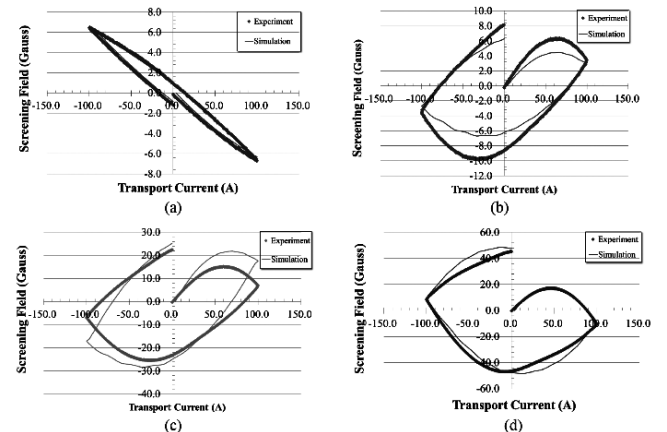 8.0
6.0
4.0
2.0
0.0
-2.0
-4.0
-6.0
-8.0
-150.0 -100.0 -50.0 0.0 50.0 100.0 150.0
Experiment
Simulation
Screening Field (Gauss)
Transport Current (A)
(a)
10.0
8.0
6.0
4.0
2.0
0.0
-2.0
-4.0
-6.0
-8.0
-10.0
-12.0
-150.0 -100.0 -50.0 0.0 50.0 100.0 150.0
Experiment
Simulation
Screening Field (Gauss)
Transport Current (A)
(b)
30.0
20.0
10.0
0.0
-10.0
-20.0
-30.0
-40.0
-150.0 -100.0 -50.0 0.0 50.0 100.0 150.0
Experiment
Simulation
Screening Field (Gauss)
Transport Current (A)
(c)
60.0
40.0
20.0
0.0
-20.0
-40.0
-60.0
-150.0 -100.0 -50.0 0.0 50.0 100.0 150.0
Experiment
Simulation
Screening Field (Gauss)
Transport Current (A)
(d)